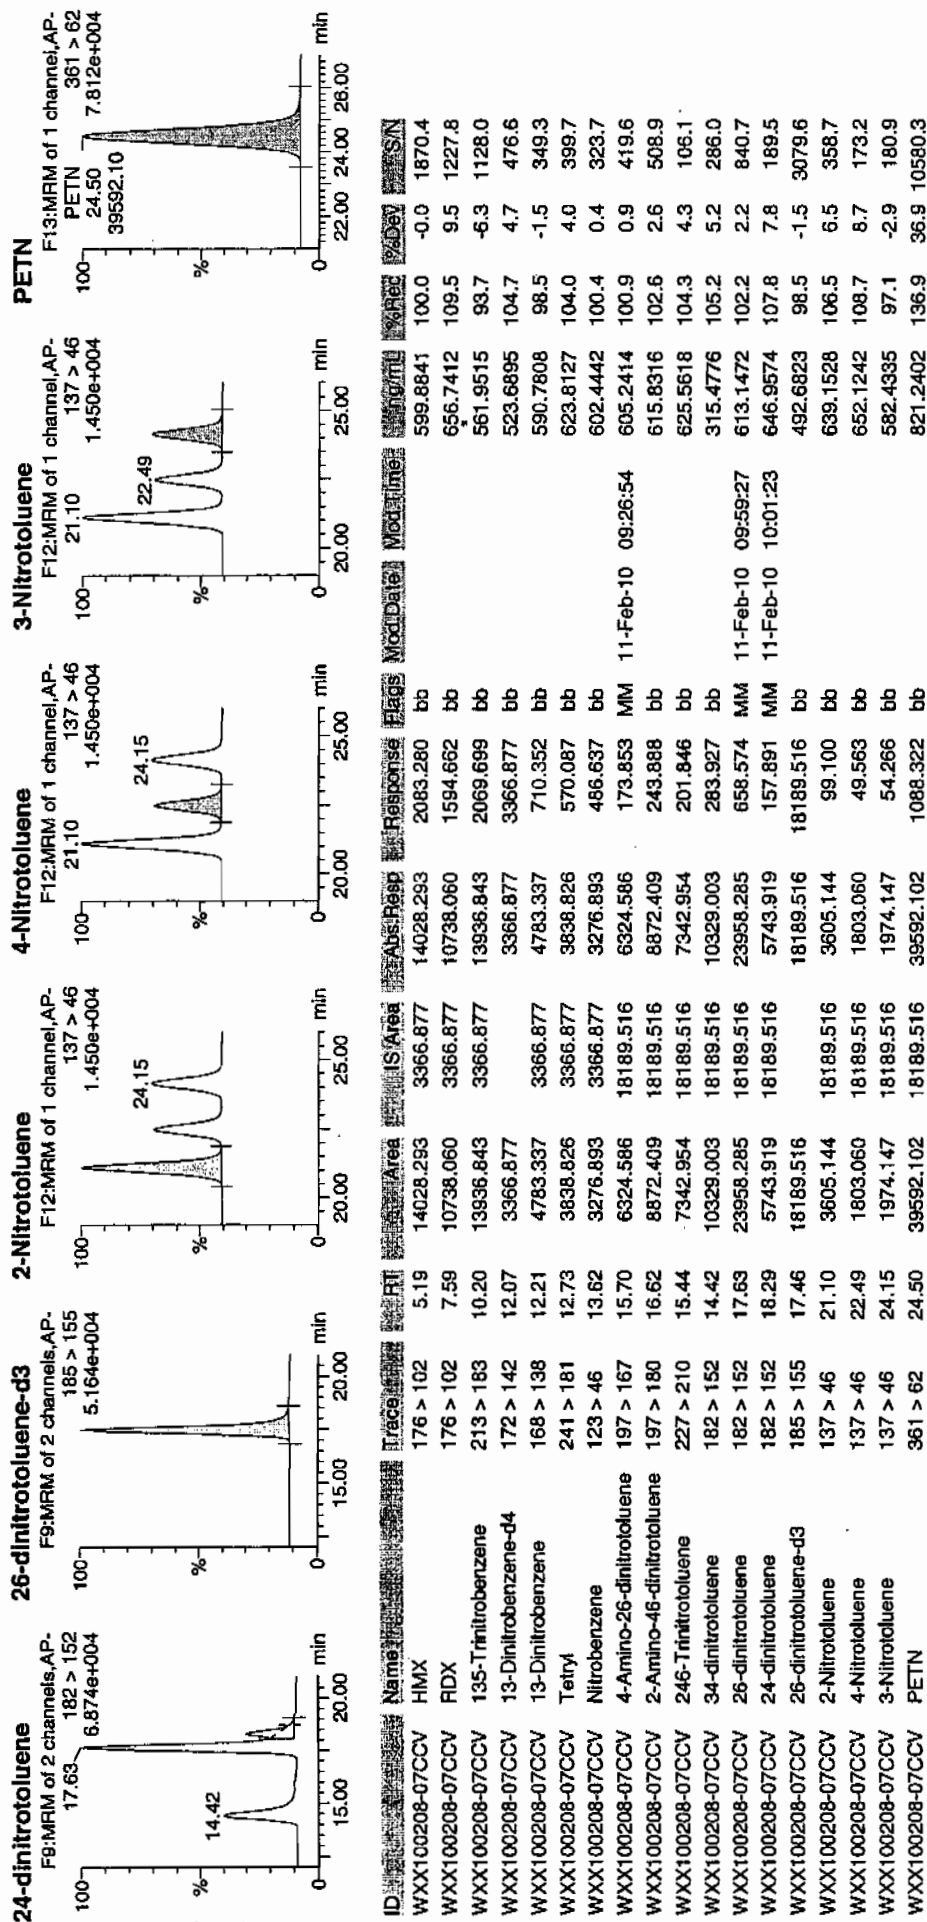 24-dinitrotoluene
F9:MRM of 2 channels,AP-
182 > 152
6.874e+004
17.63
14.42
100
%
0
15.00 20.00 min
26-dinitrotoluene-d3
F9:MRM of 2 channels,AP-
185 > 155
5.164e+004
100
%
0
15.00 20.00 min
2-Nitrotoluene
F12:MRM of 1 channel,AP-
137 > 46
1.450e+004
24.15
100
%
0
20.00 25.00 min
4-Nitrotoluene
F12:MRM of 1 channel,AP-
21.10 137 > 46
1.450e+004
24.15
100
%
0
20.00 25.00 min
3-Nitrotoluene
F12:MRM of 1 channel,AP-
21.10 137 > 46
1.450e+004
22.49
100
%
0
20.00 25.00 min
PETN
F13:MRM of 1 channel,AP-
PETN 361 > 62
24.50 7.812e+004
39592.10
100
%
0
22.00 24.00 26.00 min
ID Name Trace RT Area IS Area Abs.Resp Response Flags Mod.Date Mod.Time ng/mL %Rec %Dev S/N
WXX100208-07CCV HMX 176 > 102 5.19 14028.293 3366.877 14028.293 2083.280 bb 599.8841 100.0 -0.0 1870.4
WXX100208-07CCV RDX 176 > 102 7.59 10738.060 3366.877 10738.060 1594.662 bb 656.7412 109.5 9.5 1227.8
WXX100208-07CCV 135-Trinitrobenzene 213 > 183 10.20 13936.843 3366.877 13936.843 2069.699 bb 561.9515 93.7 -6.3 1128.0
WXX100208-07CCV 13-Dinitrobenzene-d4 172 > 142 12.07 3366.877 3366.877 3366.877 bb 523.6895 104.7 4.7 476.6
WXX100208-07CCV 13-Dinitrobenzene 168 > 138 12.21 4783.337 3366.877 4783.337 710.352 bb 590.7808 98.5 -1.5 349.3
WXX100208-07CCV Tetryl 241 > 181 12.73 3838.826 3366.877 3838.826 570.087 bb 623.8127 104.0 4.0 399.7
WXX100208-07CCV Nitrobenzene 123 > 46 13.62 3276.893 3366.877 3276.893 486.637 bb 602.4442 100.4 0.4 323.7
WXX100208-07CCV 4-Amino-26-dinitrotoluene 197 > 167 15.70 6324.586 18189.516 6324.586 173.853 MM 11-Feb-10 09:26:54 605.2414 100.9 0.9 419.6
WXX100208-07CCV 2-Amino-46-dinitrotoluene 197 > 180 16.62 8872.409 18189.516 8872.409 243.888 bb 615.8316 102.6 2.6 508.9
WXX100208-07CCV 246-Trinitrotoluene 227 > 210 15.44 7342.954 18189.516 7342.954 201.846 bb 625.5618 104.3 4.3 105.1
WXX100208-07CCV 34-dinitrotoluene 182 > 152 14.42 10329.003 18189.516 10329.003 283.927 bb 315.4776 105.2 5.2 286.0
WXX100208-07CCV 26-dinitrotoluene 182 > 152 17.63 23958.285 18189.516 23958.285 658.574 MM 11-Feb-10 09:59:27 613.1472 102.2 2.2 840.7
WXX100208-07CCV 24-dinitrotoluene 182 > 152 18.29 5743.919 18189.516 5743.919 157.891 MM 11-Feb-10 10:01:23 646.9574 107.8 7.8 189.5
WXX100208-07CCV 26-dinitrotoluene-d3 185 > 155 17.46 18189.516 18189.516 18189.516 bb 492.6823 98.5 -1.5 3079.6
WXX100208-07CCV 2-Nitrotoluene 137 > 46 21.10 3605.144 18189.516 3605.144 99.100 bb 639.1528 106.5 6.5 358.7
WXX100208-07CCV 4-Nitrotoluene 137 > 46 22.49 1803.060 18189.516 1803.060 49.563 bb 652.1242 108.7 8.7 173.2
WXX100208-07CCV 3-Nitrotoluene 137 > 46 24.15 1974.147 18189.516 1974.147 54.266 bb 582.4335 97.1 -2.9 180.9
WXX100208-07CCV PETN 361 > 62 24.50 39592.102 18189.516 39592.102 1088.322 bb 821.2402 136.9 36.9 10580.3